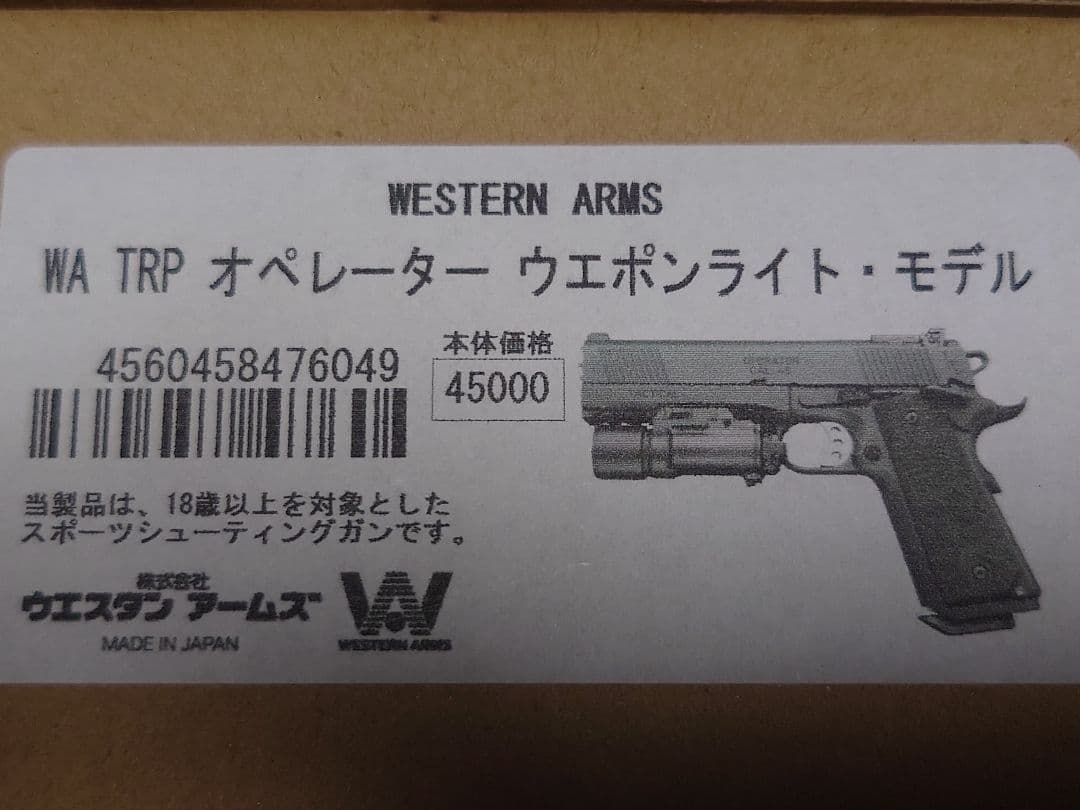 WESTERN ARMS
WA TRP オペレーター ウエポンライト・モデル
4560458476049
本体価格
45000
TACTICAL
当製品は、18歳以上を対象とした
スポーツシューティングガンです。
株式会社
ウエスタン アームズ
MADE IN JAPAN
WESTERN ARMS